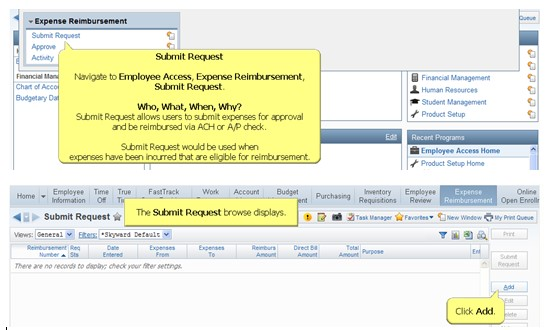 Expense Reimbursement
Submit Request
Approve
Activity
Queue
Financial Manag
Chart of Accour
Budgetary Dat
Submit Request
Navigate to Employee Access, Expense Reimbursement,
Submit Request.
Who, What, When, Why?
Submit Request allows users to submit expenses for approval
and be reimbursed via ACH or A/P check.
Submit Request would be used when
expenses have been incurred that are eligible for reimbursement.
Edit
Financial Management
Human Resources
Student Management
Product Setup
Recent Programs
Employee Access Home
Product Setup Home
Home
Employee Information
Time Off
True
FastTrack
Work
Account
Budget
Purchasing
Inventory Requisitions
Employee Review
Expense Reimbursement
Online
Open Enrollm
Submit Request
The Submit Request browse displays.
Task Manager
Favorites
New Window
My Print Queue
Views: General
Filters: *Skyward Default
Print
Reimbursement Number
Req Sts
Date Entered
Expenses From
Expenses To
Reimburs Amount
Direct Bill Amount
Total Amount
Purpose
Ent
There are no records to display; check your filter settings.
Submit Request
Add
Edit
Delete
Click Add.